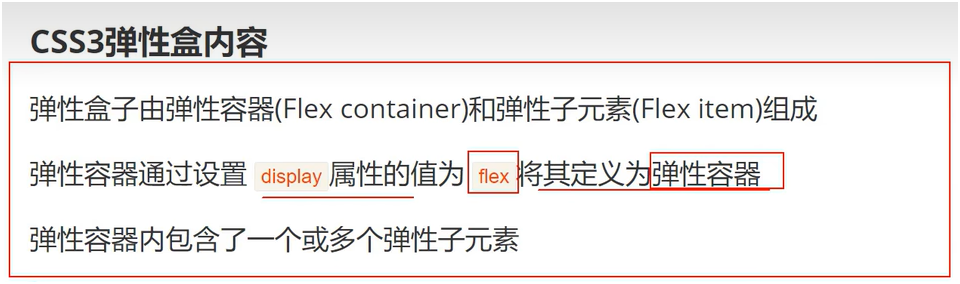 CSS3弹性盒内容
弹性盒子由弹性容器(Flex container)和弹性子元素(Flex item)组成
弹性容器通过设置 display 属性的值为 flex 将其定义为弹性容器
弹性容器内包含了一个或多个弹性子元素